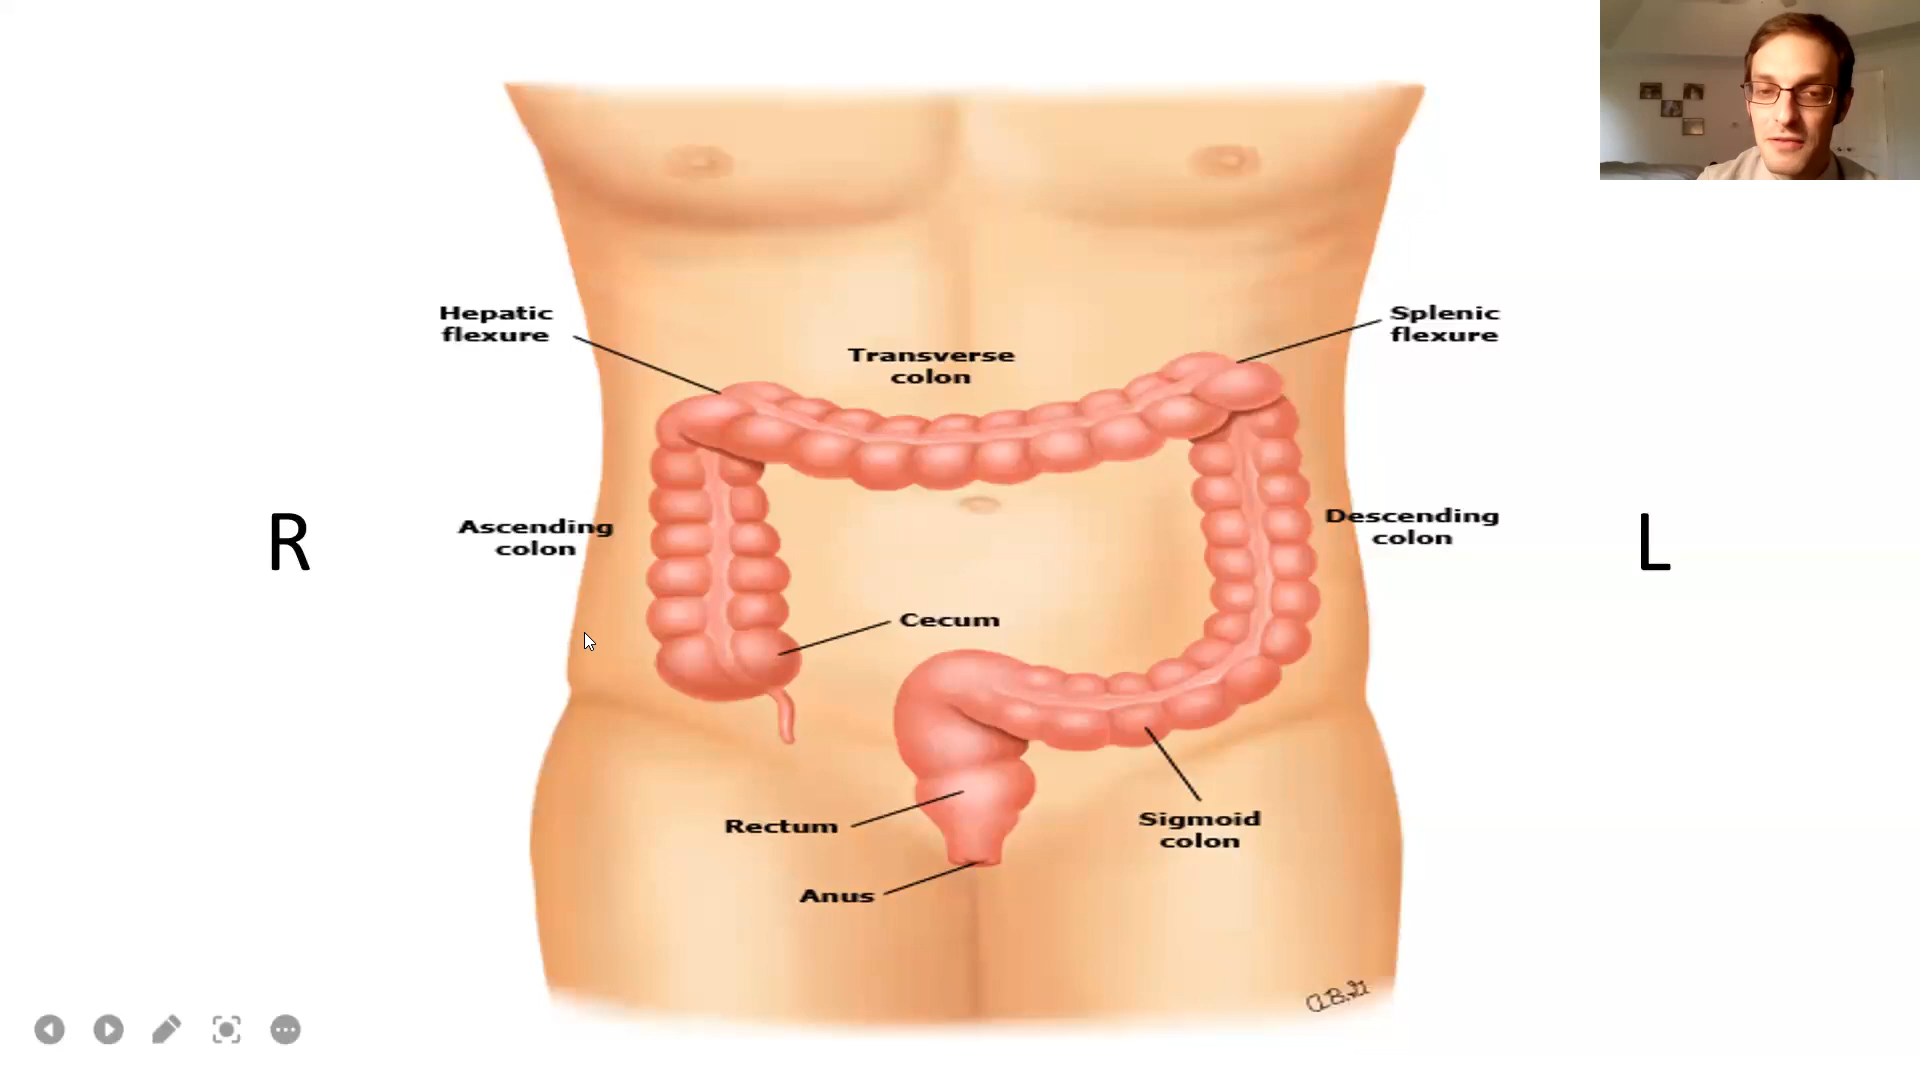 Hepatic
flexure
Splenic
flexure
Transverse
colon
R
Ascending
colon
Descending
colon
L
Cecum
Rectum
Sigmoid
colon
Anus